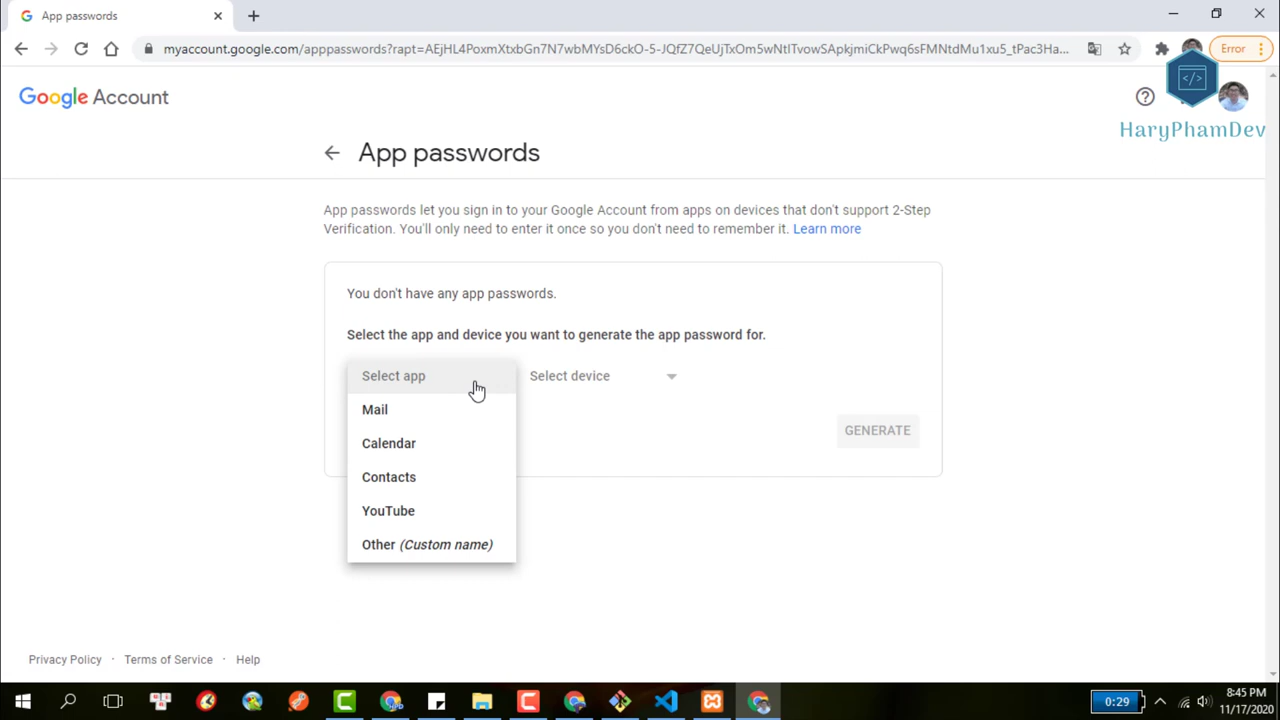 App passwords
myaccount.google.com/apppasswords?rapt=AEjHL4PoxmXtxbGn7N7wbMYsD6ckO-5-JQfZ7QeUjTxOm5wNtlTvowSApkjmiCkPwq6sFMNtdMu1xu5_tPac3Ha...
Error
Google Account
</>
HaryPhamDev
App passwords
App passwords let you sign in to your Google Account from apps on devices that don't support 2-Step
Verification. You'll only need to enter it once so you don't need to remember it. Learn more
You don't have any app passwords.
Select the app and device you want to generate the app password for.
Select app
Select device
Mail
Calendar
GENERATE
Contacts
YouTube
Other (Custom name)
Privacy Policy · Terms of Service · Help
0:29
8:45 PM
11/17/2020